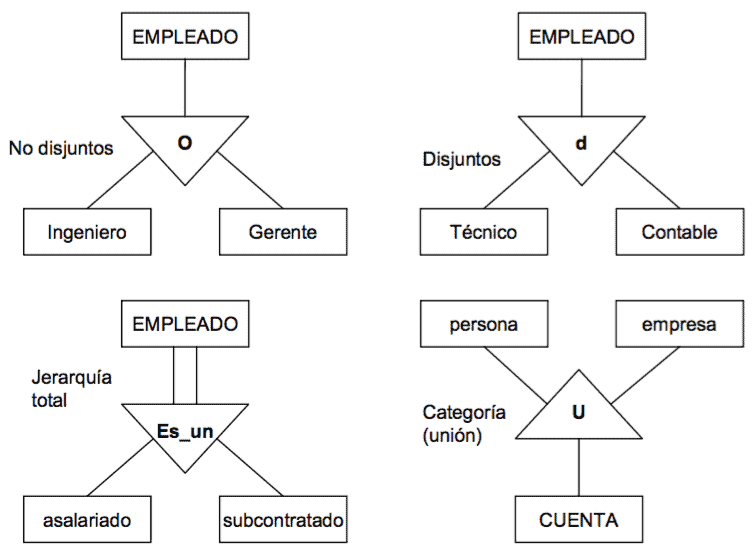 EMPLEADO
No disjuntos
O
Ingeniero
Gerente
EMPLEADO
Disjuntos
d
Técnico
Contable
EMPLEADO
Jerarquía
total
Es_un
asalariado
subcontratado
persona
empresa
Categoría
(unión)
U
CUENTA